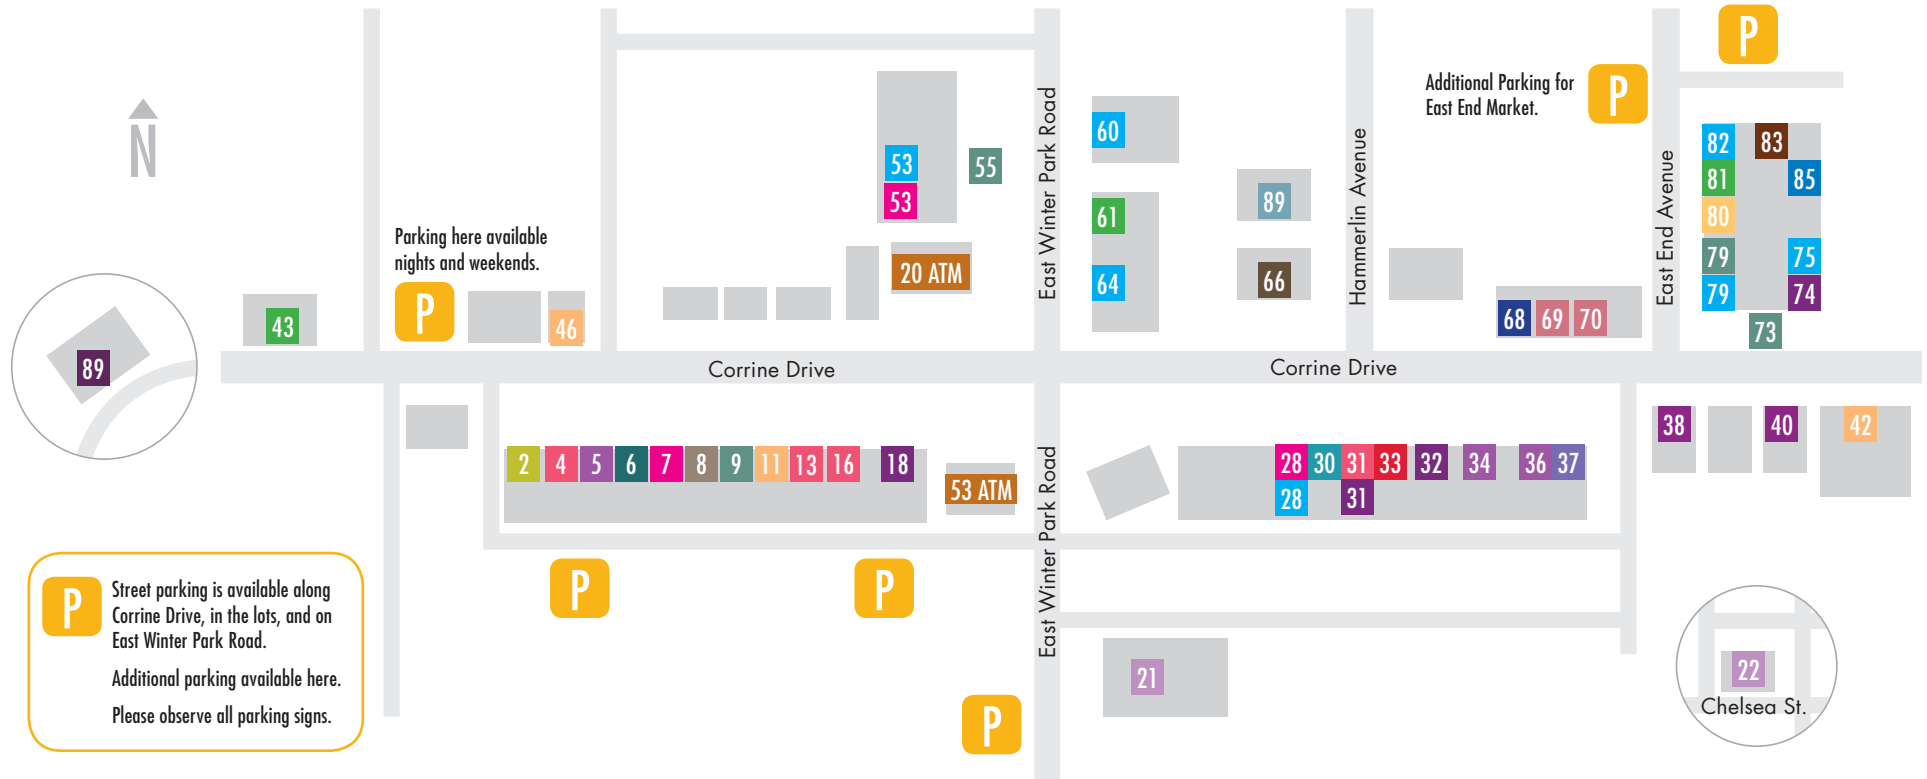 P
Additional Parking for
East End Market.
P
N
East Winter Park Road
Hammerlin Avenue
East End Avenue
53
53
55
60
61
64
89
66
82
83
81
85
80
79
75
79
74
73
Parking here available
nights and weekends.
P
20 ATM
43
46
68
69
70
89
Corrine Drive
Corrine Drive
2
4
5
6
7
8
9
11
13
16
18
53 ATM
East Winter Park Road
28
30
31
33
32
34
36
37
28
31
38
40
42
P
P
P
Street parking is available along
Corrine Drive, in the lots, and on
East Winter Park Road.
Additional parking available here.
Please observe all parking signs.
21
22
Chelsea St.
P